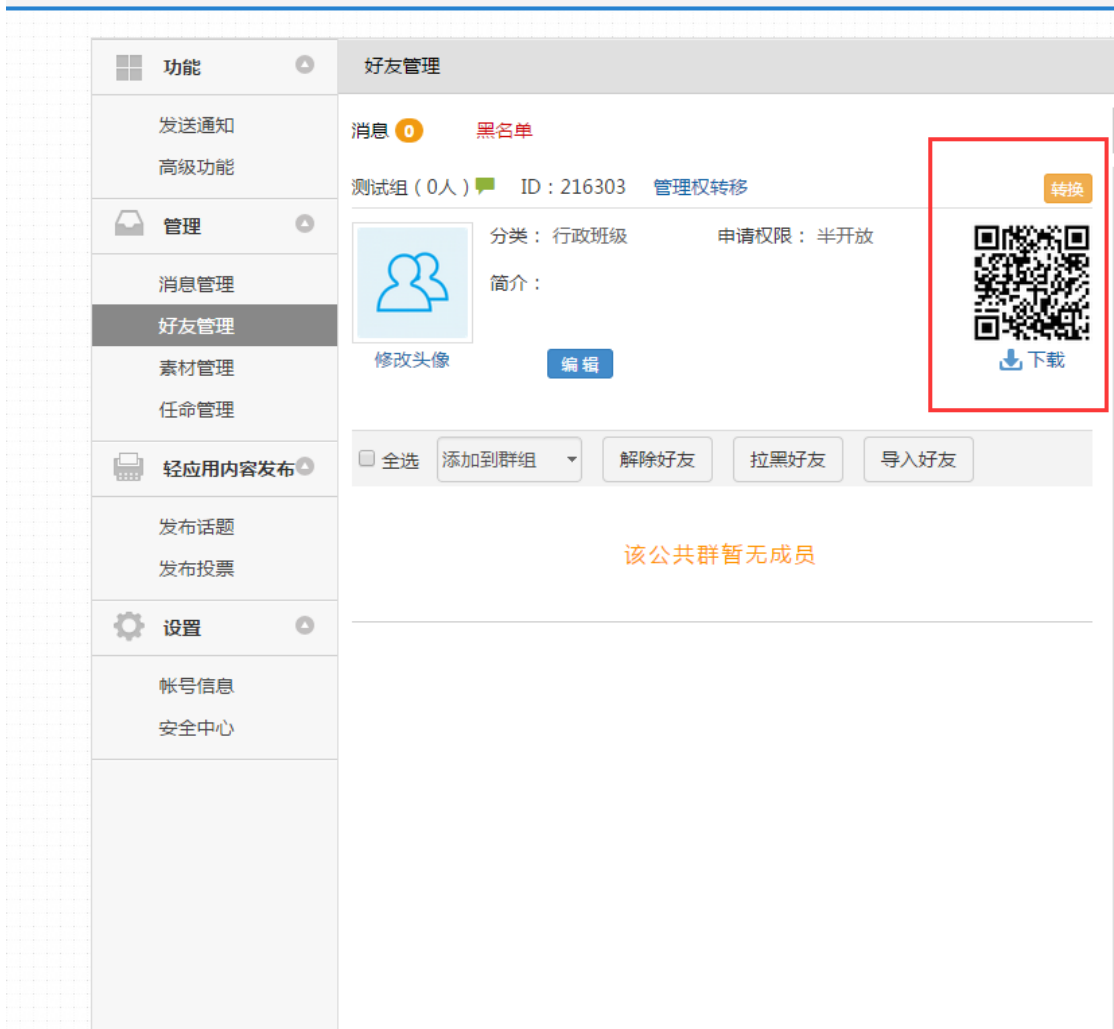 功能
发送通知
高级功能
管理
消息管理
好友管理
素材管理
任命管理
轻应用内容发布
发布话题
发布投票
设置
帐号信息
安全中心
好友管理
消息 0 黑名单
测试组(0人) ID:216303 管理权转移 转换
分类: 行政班级 申请权限: 半开放
简介:
修改头像 编辑 下载
全选 添加到群组 解除好友 拉黑好友 导入好友
该公共群暂无成员